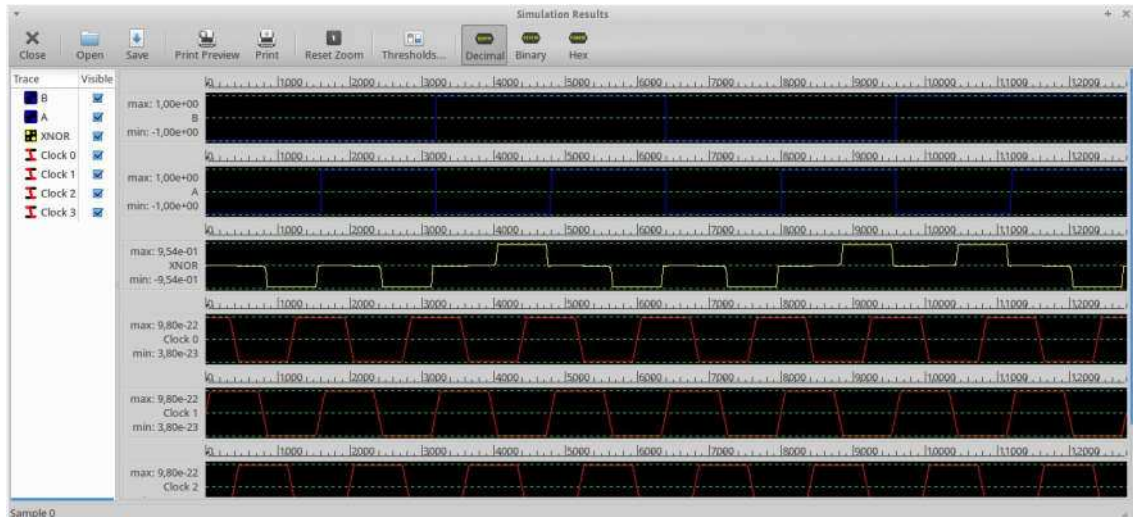 Simulation Results
Close Open Save Print Preview Print Reset Zoom Thresholds... Decimal Binary Hex
Trace Visible
B
A
XNOR
Clock 0
Clock 1
Clock 2
Clock 3
0 1000 2000 3000 4000 5000 6000 7000 8000 9000 10000 11000 12000
max: 1,00e+00
B
min: -1,00e+00
0 1000 2000 3000 4000 5000 6000 7000 8000 9000 10000 11000 12000
max: 1,00e+00
A
min: -1,00e+00
0 1000 2000 3000 4000 5000 6000 7000 8000 9000 10000 11000 12000
max: 9,54e-01
XNOR
min: -9,54e-01
0 1000 2000 3000 4000 5000 6000 7000 8000 9000 10000 11000 12000
max: 9,80e-22
Clock 0
min: 3,80e-23
0 1000 2000 3000 4000 5000 6000 7000 8000 9000 10000 11000 12000
max: 9,80e-22
Clock 1
min: 3,80e-23
0 1000 2000 3000 4000 5000 6000 7000 8000 9000 10000 11000 12000
max: 9,80e-22
Clock 2
Sample 0